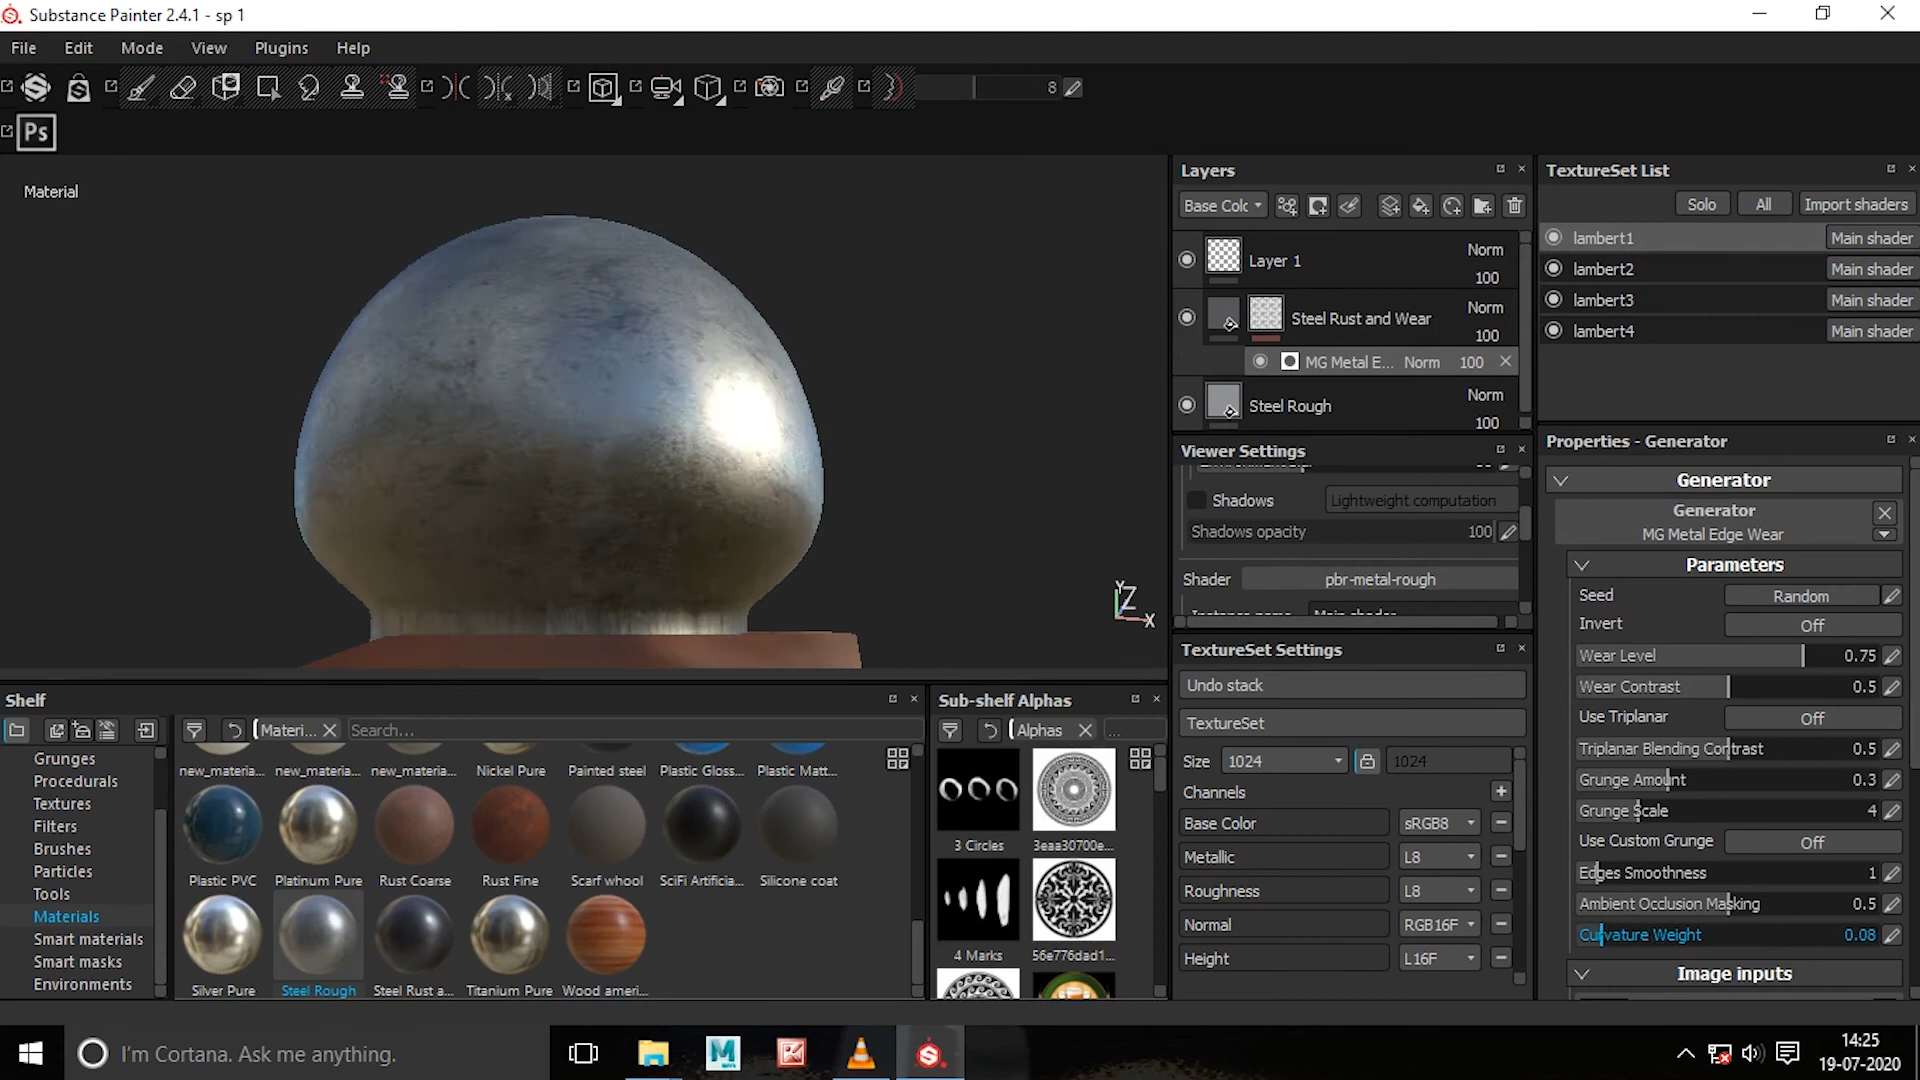 Substance Painter 2.4.1 - sp 1
File Edit Mode View Plugins Help
8
Ps
Material
Y
Z
X
Layers
Base Colc
Layer 1
Norm
100
Steel Rust and Wear
Norm
100
MG Metal E... Norm 100
Steel Rough
Norm
100
Viewer Settings
Shadows Lightweight computation
Shadows opacity 100
Shader pbr-metal-rough
Instance name Main shader
TextureSet Settings
Undo stack
TextureSet
Size 1024 1024
Channels
Base Color sRGB8
Metallic L8
Roughness L8
Normal RGB16F
Height L16F
TextureSet List
Solo All Import shaders
lambert1 Main shader
lambert2 Main shader
lambert3 Main shader
lambert4 Main shader
Properties - Generator
Generator
Generator
MG Metal Edge Wear
Parameters
Seed Random
Invert Off
Wear Level 0.75
Wear Contrast 0.5
Use Triplanar Off
Triplanar Blending Contrast 0.5
Grunge Amount 0.3
Grunge Scale 4
Use Custom Grunge Off
Edges Smoothness 1
Ambient Occlusion Masking 0.5
Curvature Weight 0.08
Image inputs
Shelf
Materi... Search...
Grunges
Procedurals
Textures
Filters
Brushes
Particles
Tools
Materials
Smart materials
Smart masks
Environments
new_materia... new_materia... new_materia... Nickel Pure Painted steel Plastic Gloss... Plastic Matt...
Plastic PVC Platinum Pure Rust Coarse Rust Fine Scarf whool SciFi Artificia... Silicone coat
Silver Pure Steel Rough Steel Rust a... Titanium Pure Wood ameri...
Sub-shelf Alphas
Alphas ...
3 Circles 3eaa30700e...
4 Marks 56e776dad1...
I'm Cortana. Ask me anything.
14:25
19-07-2020